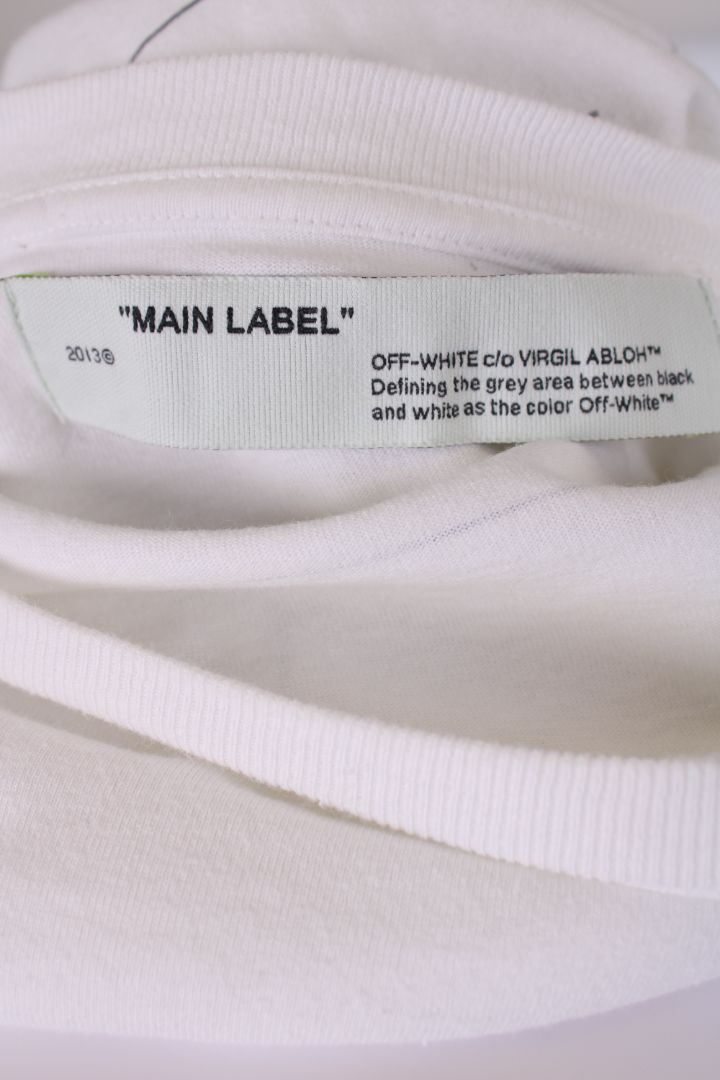 "MAIN LABEL"
2013©
OFF-WHITE c/o VIRGIL ABLOH™
Defining the grey area between black
and white as the color Off-White™